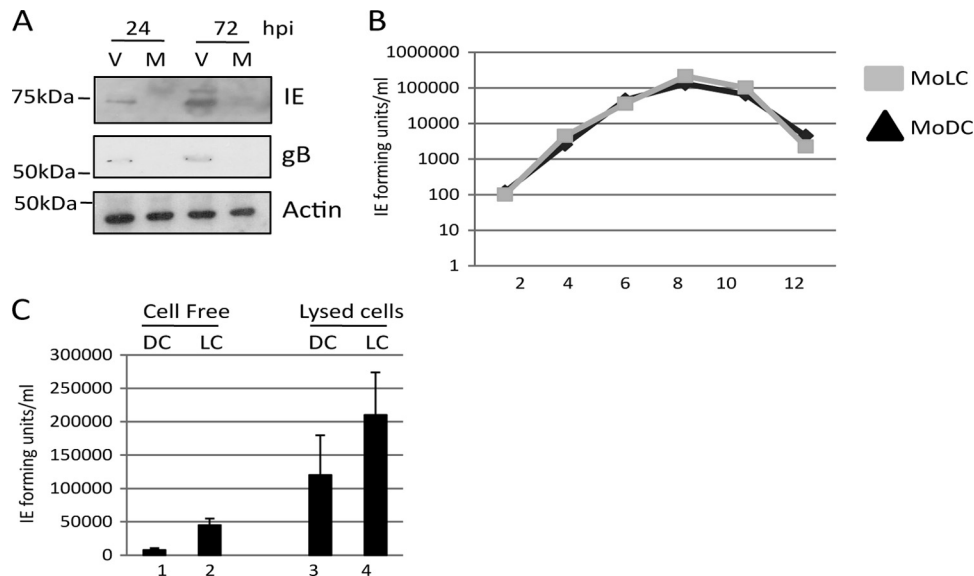 A
24 72 hpi
V M V M
75kDa IE
gB
50kDa
50kDa Actin
B
IE forming units/ml
1000000
100000
10000
1000
100
10
1
2 4 6 8 10 12
MoLC
MoDC
C
Cell Free Lysed cells
DC LC DC LC
IE forming units/ml
300000
250000
200000
150000
100000
50000
0
1 2 3 4